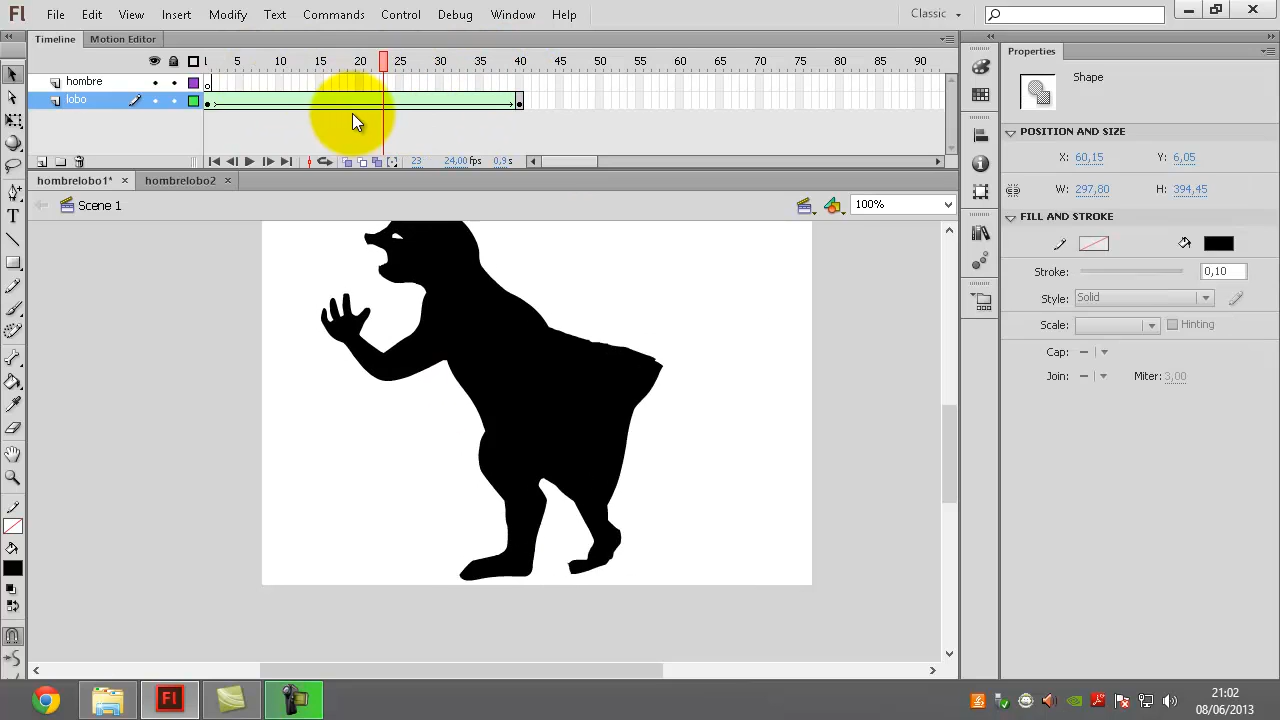 Fl File Edit View Insert Modify Text Commands Control Debug Window Help Classic
Timeline Motion Editor
Properties
1 5 10 15 20 25 30 35 40 45 50 55 60 65 70 75 80 85 90
hombre
lobo
23 24,00 fps 0,9 s
hombrelobo1* hombrelobo2
Scene 1 100%
Shape
POSITION AND SIZE
X: 60,15 Y: 6,05
W: 297,80 H: 394,45
FILL AND STROKE
Stroke: 0,10
Style: Solid
Scale: Hinting
Cap:
Join: Miter: 3,00
T
Fl
21:02
08/06/2013